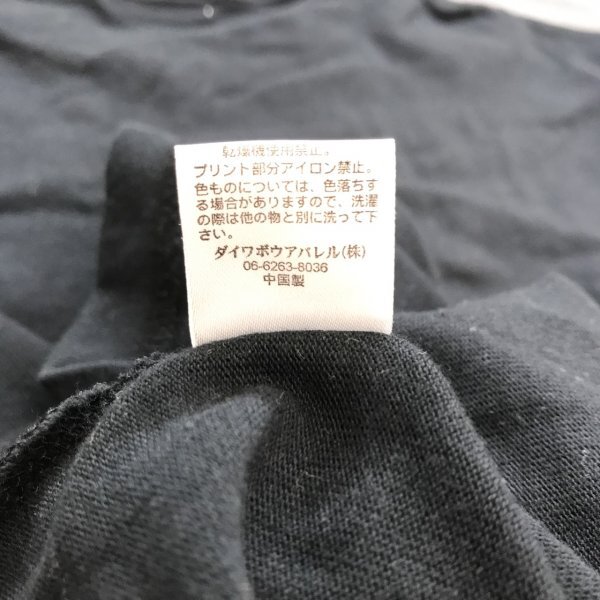 乾燥機使用禁止。
プリント部分アイロン禁止。
色ものについては、色落ちす
る場合がありますので、洗濯
の際は他の物と別に洗って下
さい。
ダイワボウアパレル(株)
06-6263-8036
中国製